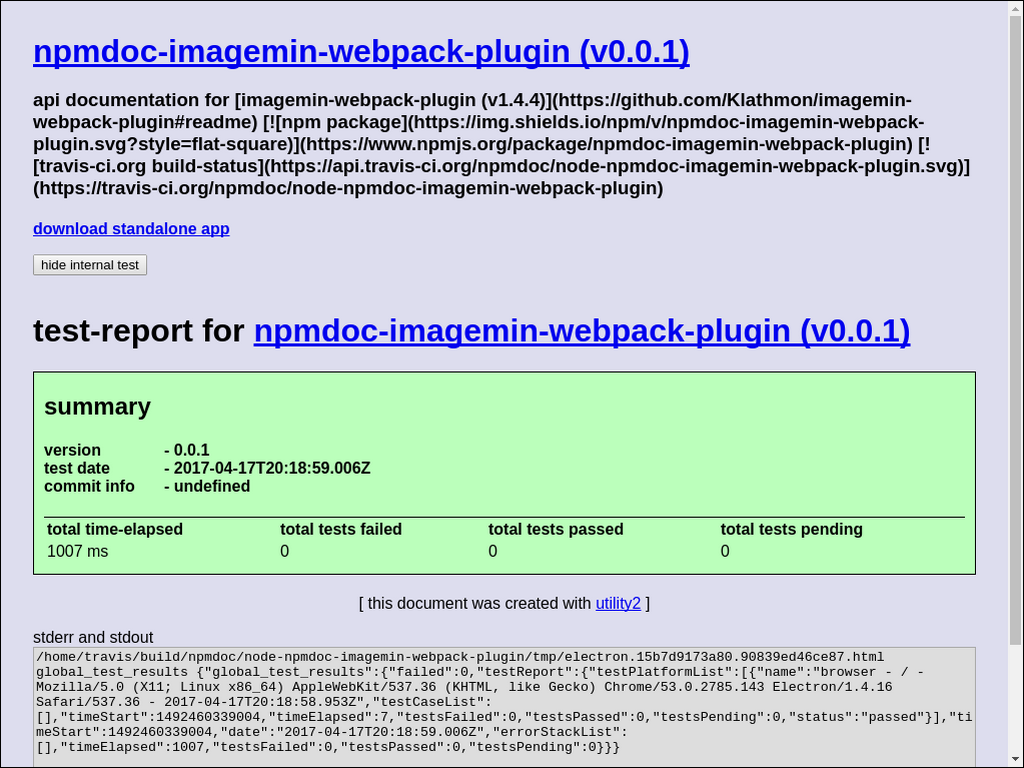 npmdoc-imagemin-webpack-plugin (v0.0.1)
api documentation for [imagemin-webpack-plugin (v1.4.4)](https://github.com/Klathmon/imagemin-
webpack-plugin#readme) [![npm package](https://img.shields.io/npm/v/npmdoc-imagemin-webpack-
plugin.svg?style=flat-square)](https://www.npmjs.org/package/npmdoc-imagemin-webpack-plugin) [!
[travis-ci.org build-status](https://api.travis-ci.org/npmdoc/node-npmdoc-imagemin-webpack-plugin.svg)]
(https://travis-ci.org/npmdoc/node-npmdoc-imagemin-webpack-plugin)
download standalone app
hide internal test
test-report for npmdoc-imagemin-webpack-plugin (v0.0.1)
summary
version - 0.0.1
test date - 2017-04-17T20:18:59.006Z
commit info - undefined
total time-elapsed total tests failed total tests passed total tests pending
1007 ms 0 0 0
[ this document was created with utility2 ]
stderr and stdout
/home/travis/build/npmdoc/node-npmdoc-imagemin-webpack-plugin/tmp/electron.15b7d9173a80.90839ed46ce87.html
global_test_results {"global_test_results":{"failed":0,"testReport":{"testPlatformList":[{"name":"browser - / -
Mozilla/5.0 (X11; Linux x86_64) AppleWebKit/537.36 (KHTML, like Gecko) Chrome/53.0.2785.143 Electron/1.4.16
Safari/537.36 - 2017-04-17T20:18:58.953Z","testCaseList":
[],"timeStart":1492460339004,"timeElapsed":7,"testsFailed":0,"testsPassed":0,"testsPending":0,"status":"passed"}],"ti
meStart":1492460339004,"date":"2017-04-17T20:18:59.006Z","errorStackList":
[],"timeElapsed":1007,"testsFailed":0,"testsPassed":0,"testsPending":0}}}